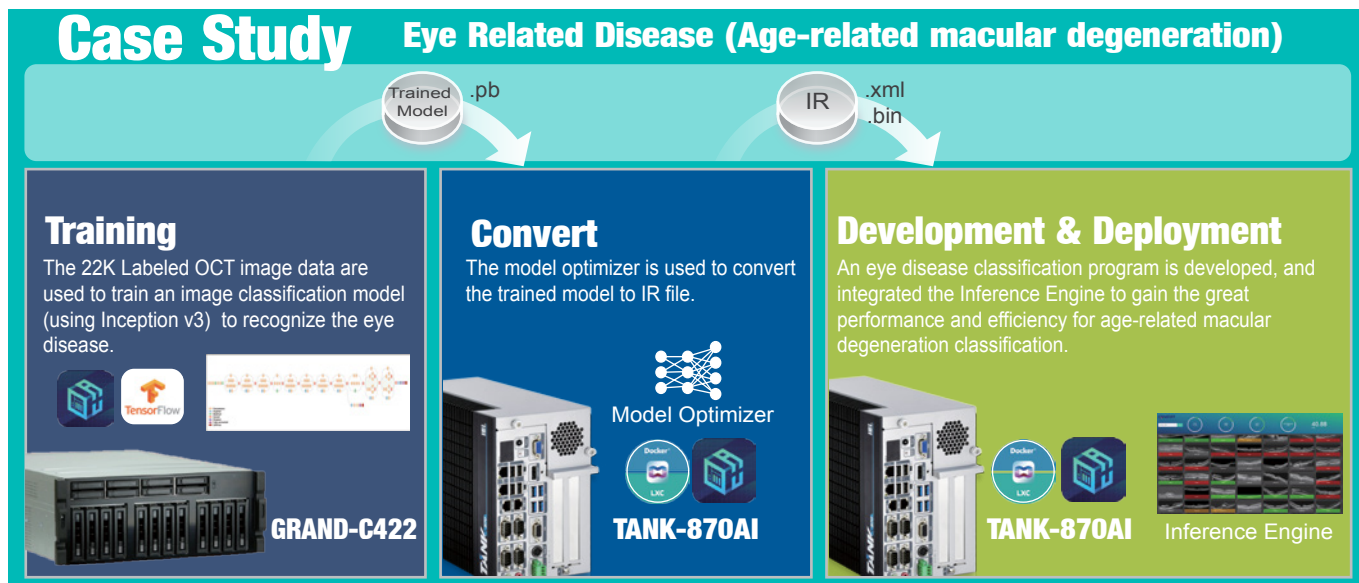 Case Study
Eye Related Disease (Age-related macular degeneration)
Trained
Model
.pb
IR
.xml
.bin
Training
The 22K Labeled OCT image data are
used to train an image classification model
(using Inception v3) to recognize the eye
disease.
TensorFlow
GRAND-C422
Convert
The model optimizer is used to convert
the trained model to IR file.
Model Optimizer
Docker
LXC
TANK-870AI
TANK
Development & Deployment
An eye disease classification program is developed, and
integrated the Inference Engine to gain the great
performance and efficiency for age-related macular
degeneration classification.
Docker
LXC
TANK-870AI
TANK
40.88
Inference Engine